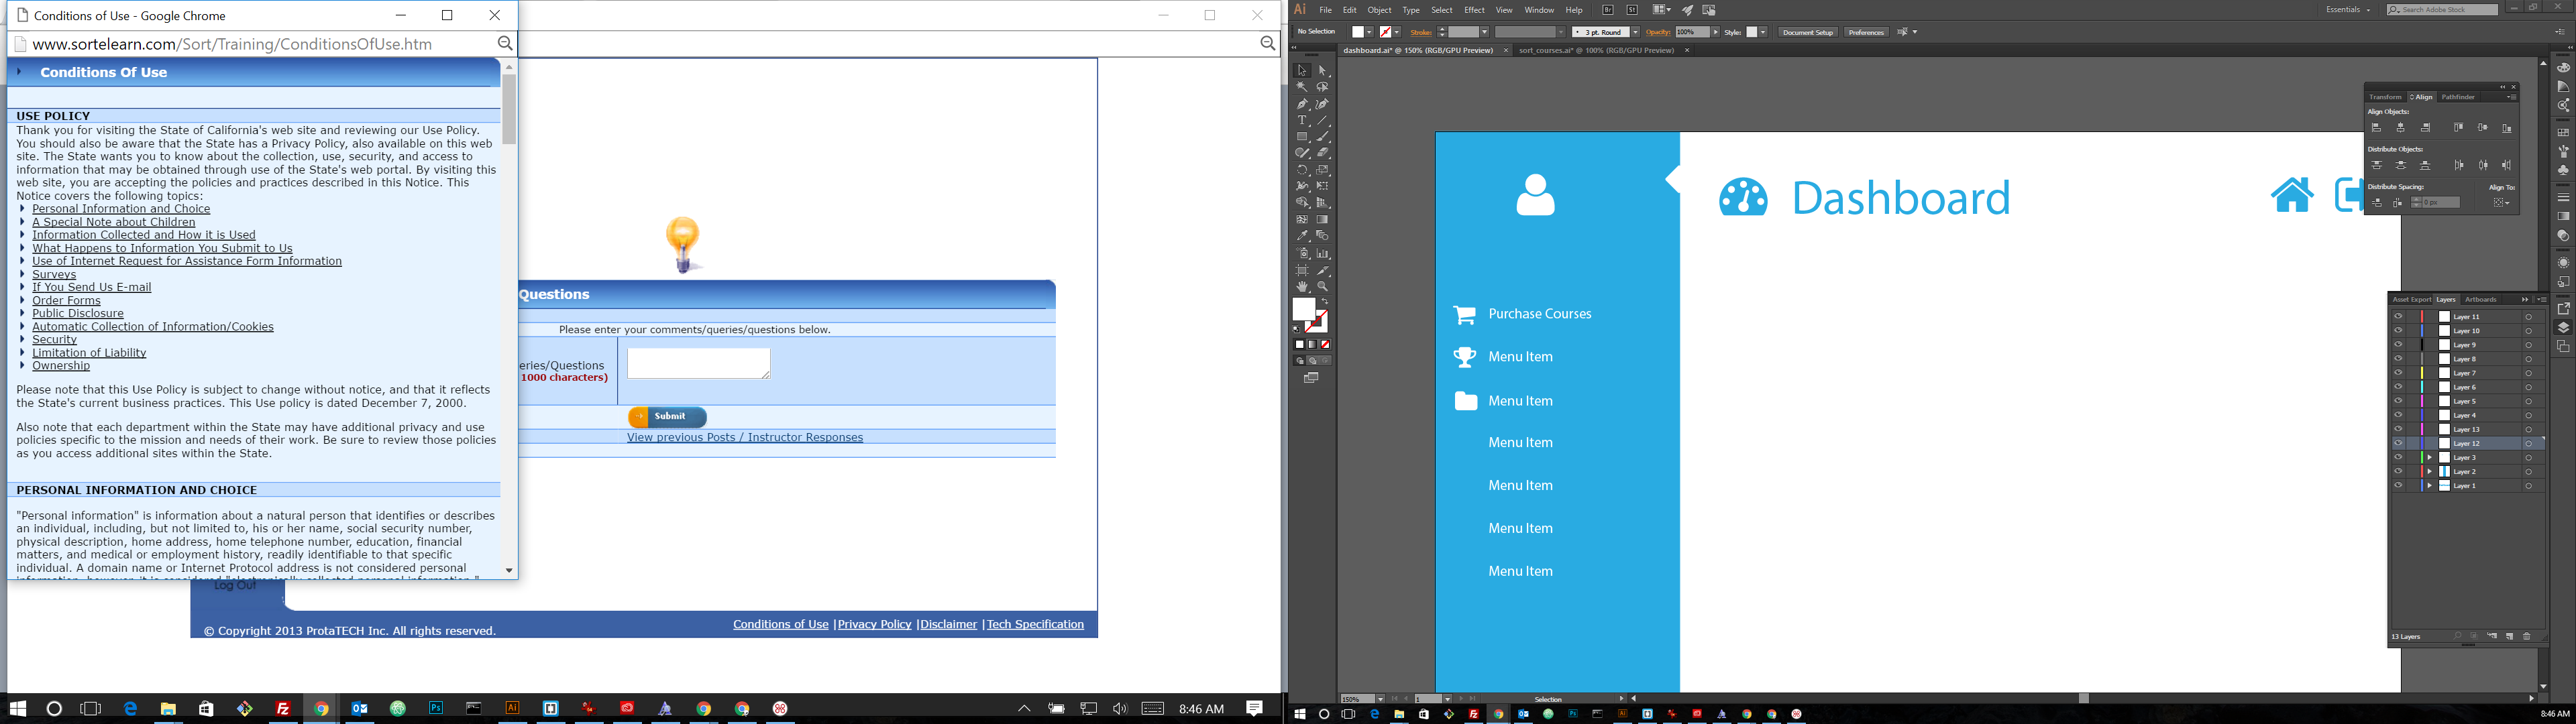 Conditions of Use - Google Chrome
www.sortelearn.com/Sort/Training/ConditionsOfUse.htm
Conditions Of Use
USE POLICY
Thank you for visiting the State of California's web site and reviewing our Use Policy.
You should also be aware that the State has a Privacy Policy, also available on this web
site. The State wants you to know about the collection, use, security, and access to
information that may be obtained through use of the State's web portal. By visiting this
web site, you are accepting the policies and practices described in this Notice. This
Notice covers the following topics:
Personal Information and Choice
A Special Note about Children
Information Collected and How it is Used
What Happens to Information You Submit to Us
Use of Internet Request for Assistance Form Information
Surveys
If You Send Us E-mail
Order Forms
Public Disclosure
Automatic Collection of Information/Cookies
Security
Limitation of Liability
Ownership
Please note that this Use Policy is subject to change without notice, and that it reflects
the State's current business practices. This Use policy is dated December 7, 2000.
Also note that each department within the State may have additional privacy and use
policies specific to the mission and needs of their work. Be sure to review those policies
as you access additional sites within the State.
PERSONAL INFORMATION AND CHOICE
"Personal information" is information about a natural person that identifies or describes
an individual, including, but not limited to, his or her name, social security number,
physical description, home address, home telephone number, education, financial
matters, and medical or employment history, readily identifiable to that specific
individual. A domain name or Internet Protocol address is not considered personal
information, however, it is considered "electronically collected personal information."
Questions
Please enter your comments/queries/questions below.
eries/Questions
1000 characters)
Submit
View previous Posts / Instructor Responses
Log Out
© Copyright 2013 ProtaTECH Inc. All rights reserved.
Conditions of Use |Privacy Policy |Disclaimer |Tech Specification
8:46 AM
Ai File Edit Object Type Select Effect View Window Help Br St Essentials Search Adobe Stock
No Selection Stroke: 3 pt. Round Opacity: 100% Style: Document Setup Preferences
dashboard.ai* @ 150% (RGB/GPU Preview) × sort_courses.ai* @ 100% (RGB/GPU Preview) ×
Dashboard
Purchase Courses
Menu Item
Menu Item
Menu Item
Menu Item
Menu Item
Menu Item
Transform Align Pathfinder
Align Objects:
Distribute Objects:
Distribute Spacing: Align To:
0 px
Asset Export Layers Artboards
Layer 11
Layer 10
Layer 9
Layer 8
Layer 7
Layer 6
Layer 5
Layer 4
Layer 13
Layer 12
Layer 3
Layer 2
Layer 1
13 Layers
150% 1 Selection
8:46 AM